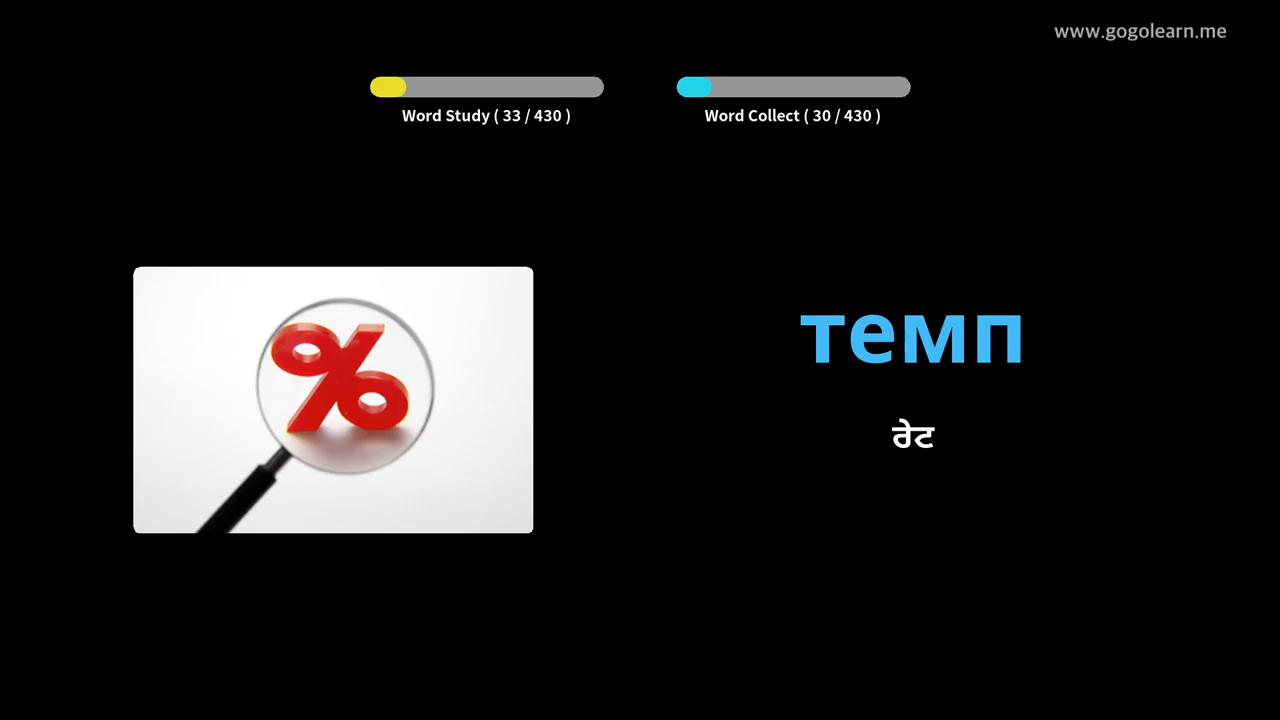 www.gogolearn.me
Word Study ( 33 / 430 )
Word Collect ( 30 / 430 )
%
темп
ਰੇਟ